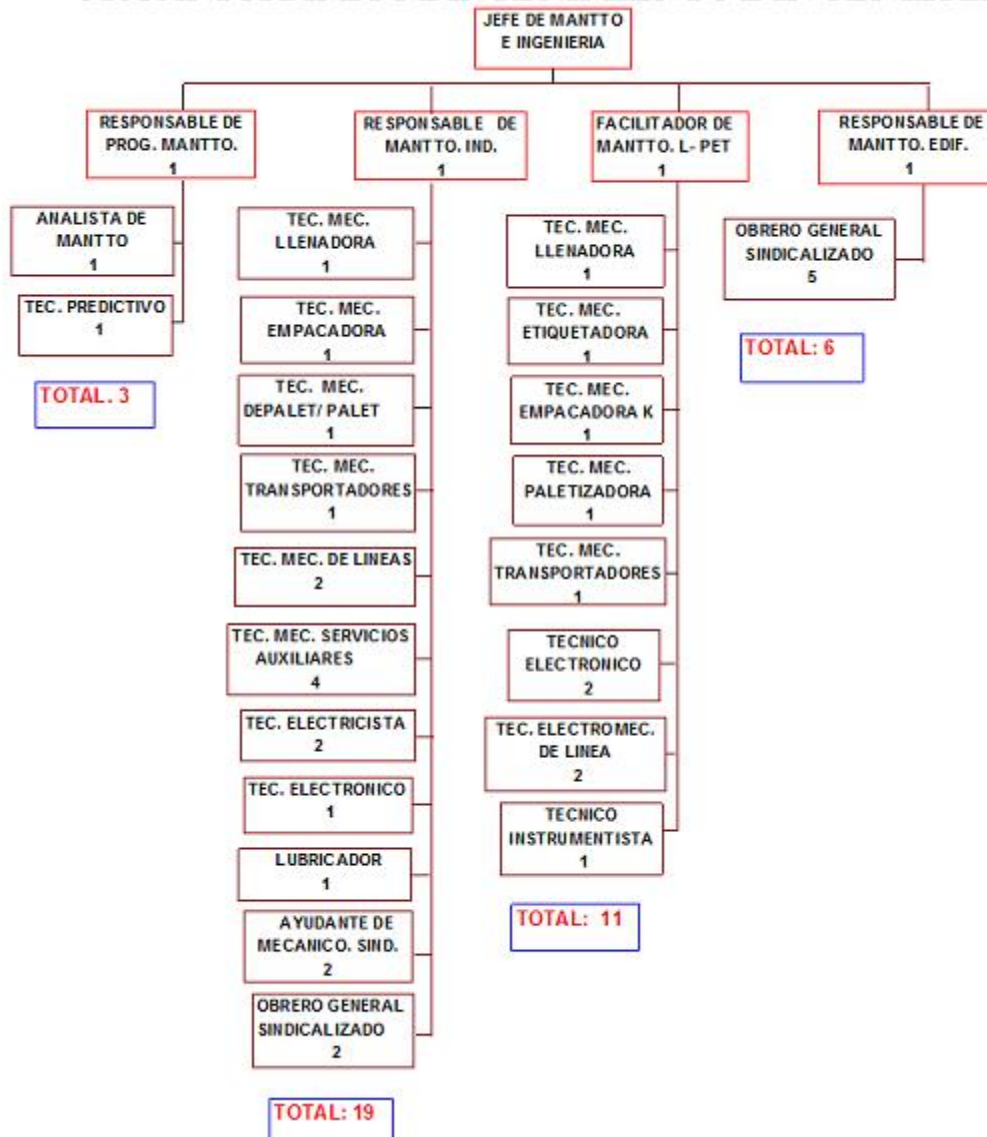 JEFE DE MANTTO
E INGENIERIA
RESPONSABLE DE
PROG. MANTTO.
1
ANALISTA DE
MANTTO
1
TEC. PREDICTIVO
1
TOTAL. 3
RESPONSABLE DE
MANTTO. IND.
1
TEC. MEC.
LLENADORA
1
TEC. MEC.
EMPACADORA
1
TEC. MEC.
DEPALET/ PALET
1
TEC. MEC.
TRANSPORTADORES
1
TEC. MEC. DE LINEAS
2
TEC. MEC. SERVICIOS
AUXILIARES
4
TEC. ELECTRICISTA
2
TEC. ELECTRONICO
1
LUBRICADOR
1
AYUDANTE DE
MECANICO. SIND.
2
OBRERO GENERAL
SINDICALIZADO
2
TOTAL: 19
FACILITADOR DE
MANTTO. L- PET
1
TEC. MEC.
LLENADORA
1
TEC. MEC.
ETIQUETADORA
1
TEC. MEC.
EMPACADORA K
1
TEC. MEC.
PALETIZADORA
1
TEC. MEC.
TRANSPORTADORES
1
TECNICO
ELECTRONICO
2
TEC. ELECTROMEC.
DE LINEA
2
TECNICO
INSTRUMENTISTA
1
TOTAL: 11
RESPONSABLE DE
MANTTO. EDIF.
1
OBRERO GENERAL
SINDICALIZADO
5
TOTAL: 6